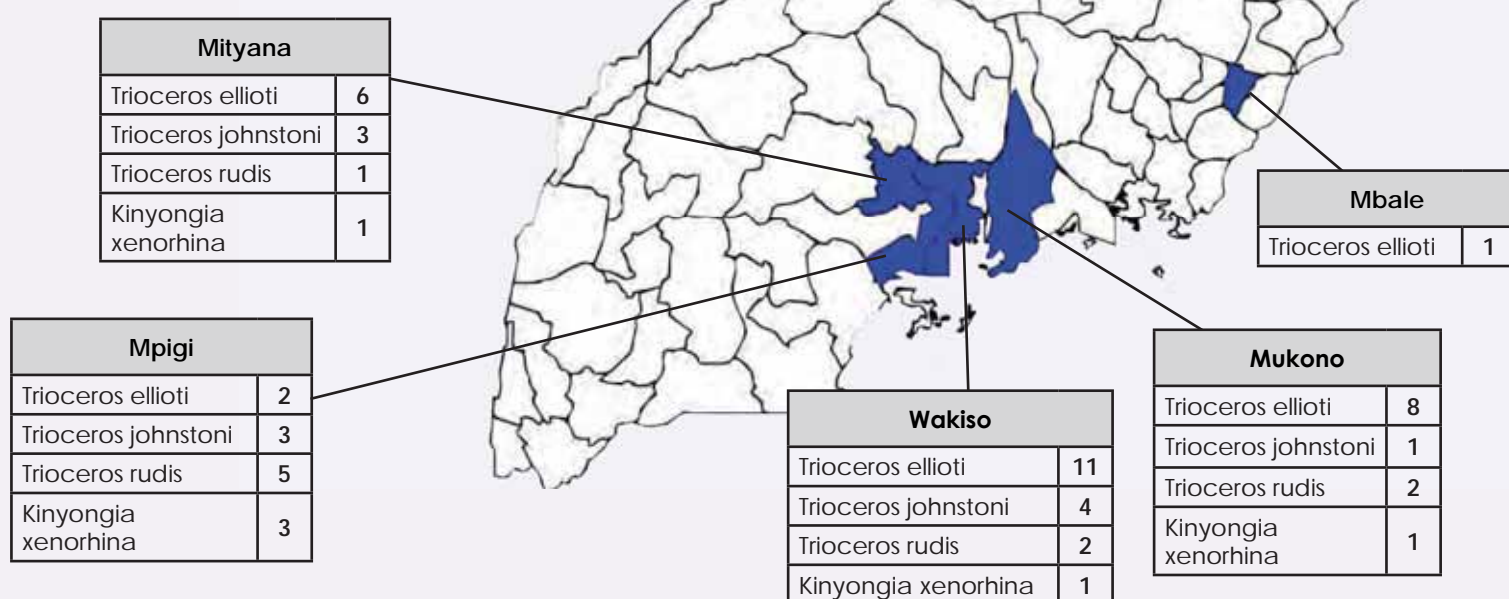 Mityana
Trioceros ellioti 6
Trioceros johnstoni 3
Trioceros rudis 1
Kinyongia
xenorhina 1
Mbale
Trioceros ellioti 1
Mpigi
Trioceros ellioti 2
Trioceros johnstoni 3
Trioceros rudis 5
Kinyongia
xenorhina 3
Wakiso
Trioceros ellioti 11
Trioceros johnstoni 4
Trioceros rudis 2
Kinyongia xenorhina 1
Mukono
Trioceros ellioti 8
Trioceros johnstoni 1
Trioceros rudis 2
Kinyongia
xenorhina 1